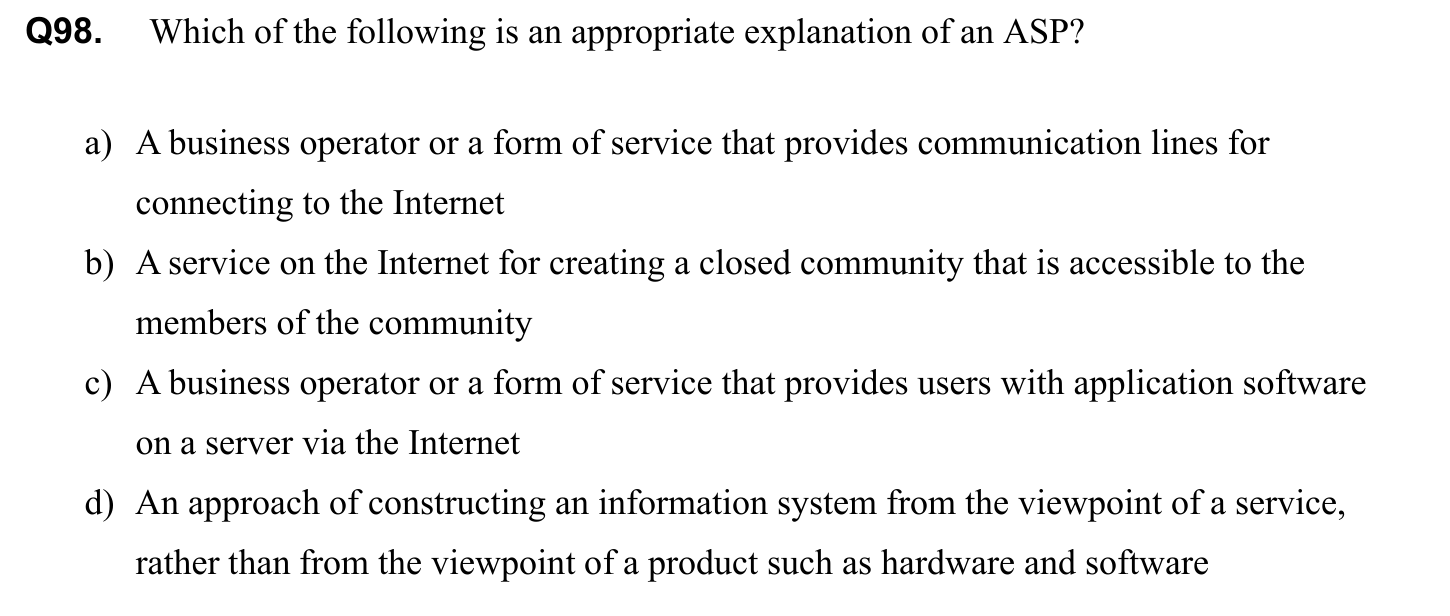 Q98. Which of the following is an appropriate explanation of an ASP?
a) A business operator or a form of service that provides communication lines for
connecting to the Internet
b) A service on the Internet for creating a closed community that is accessible to the
members of the community
c) A business operator or a form of service that provides users with application software
on a server via the Internet
d) An approach of constructing an information system from the viewpoint of a service,
rather than from the viewpoint of a product such as hardware and software